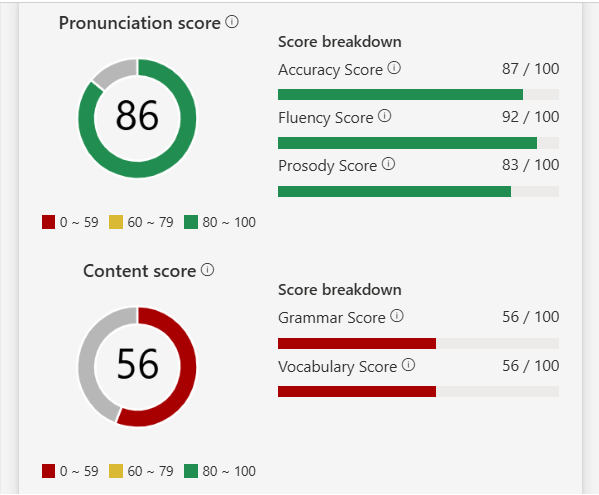 Pronunciation score
86
0 ~ 59 60 ~ 79 80 ~ 100
Score breakdown
Accuracy Score 87 / 100
Fluency Score 92 / 100
Prosody Score 83 / 100
Content score
56
0 ~ 59 60 ~ 79 80 ~ 100
Score breakdown
Grammar Score 56 / 100
Vocabulary Score 56 / 100